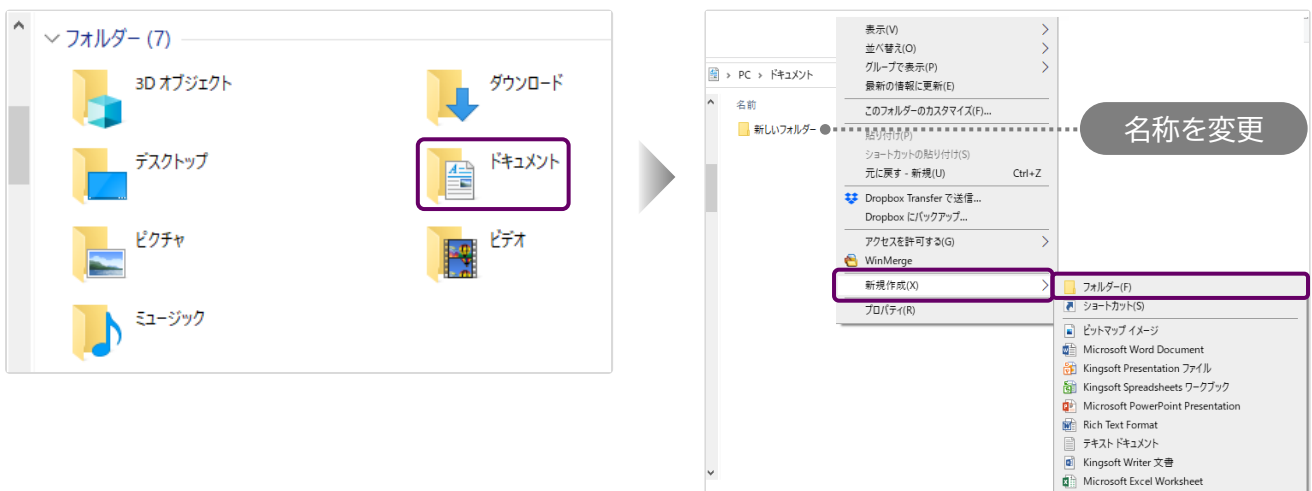 フォルダー (7)
3D オブジェクト
ダウンロード
デスクトップ
ドキュメント
ピクチャ
ビデオ
ミュージック
PC › ドキュメント
名前
新しいフォルダー
名称を変更
表示(V)
並べ替え(O)
グループで表示(P)
最新の情報に更新(E)
このフォルダーのカスタマイズ(F)...
貼り付け(P)
ショートカットの貼り付け(S)
元に戻す - 新規(U) Ctrl+Z
Dropbox Transfer で送信...
Dropbox にバックアップ...
アクセスを許可する(G)
WinMerge
新規作成(X)
プロパティ(R)
フォルダー(F)
ショートカット(S)
ビットマップ イメージ
Microsoft Word Document
Kingsoft Presentation ファイル
Kingsoft Spreadsheets ワークブック
Microsoft PowerPoint Presentation
Rich Text Format
テキスト ドキュメント
Kingsoft Writer 文書
Microsoft Excel Worksheet